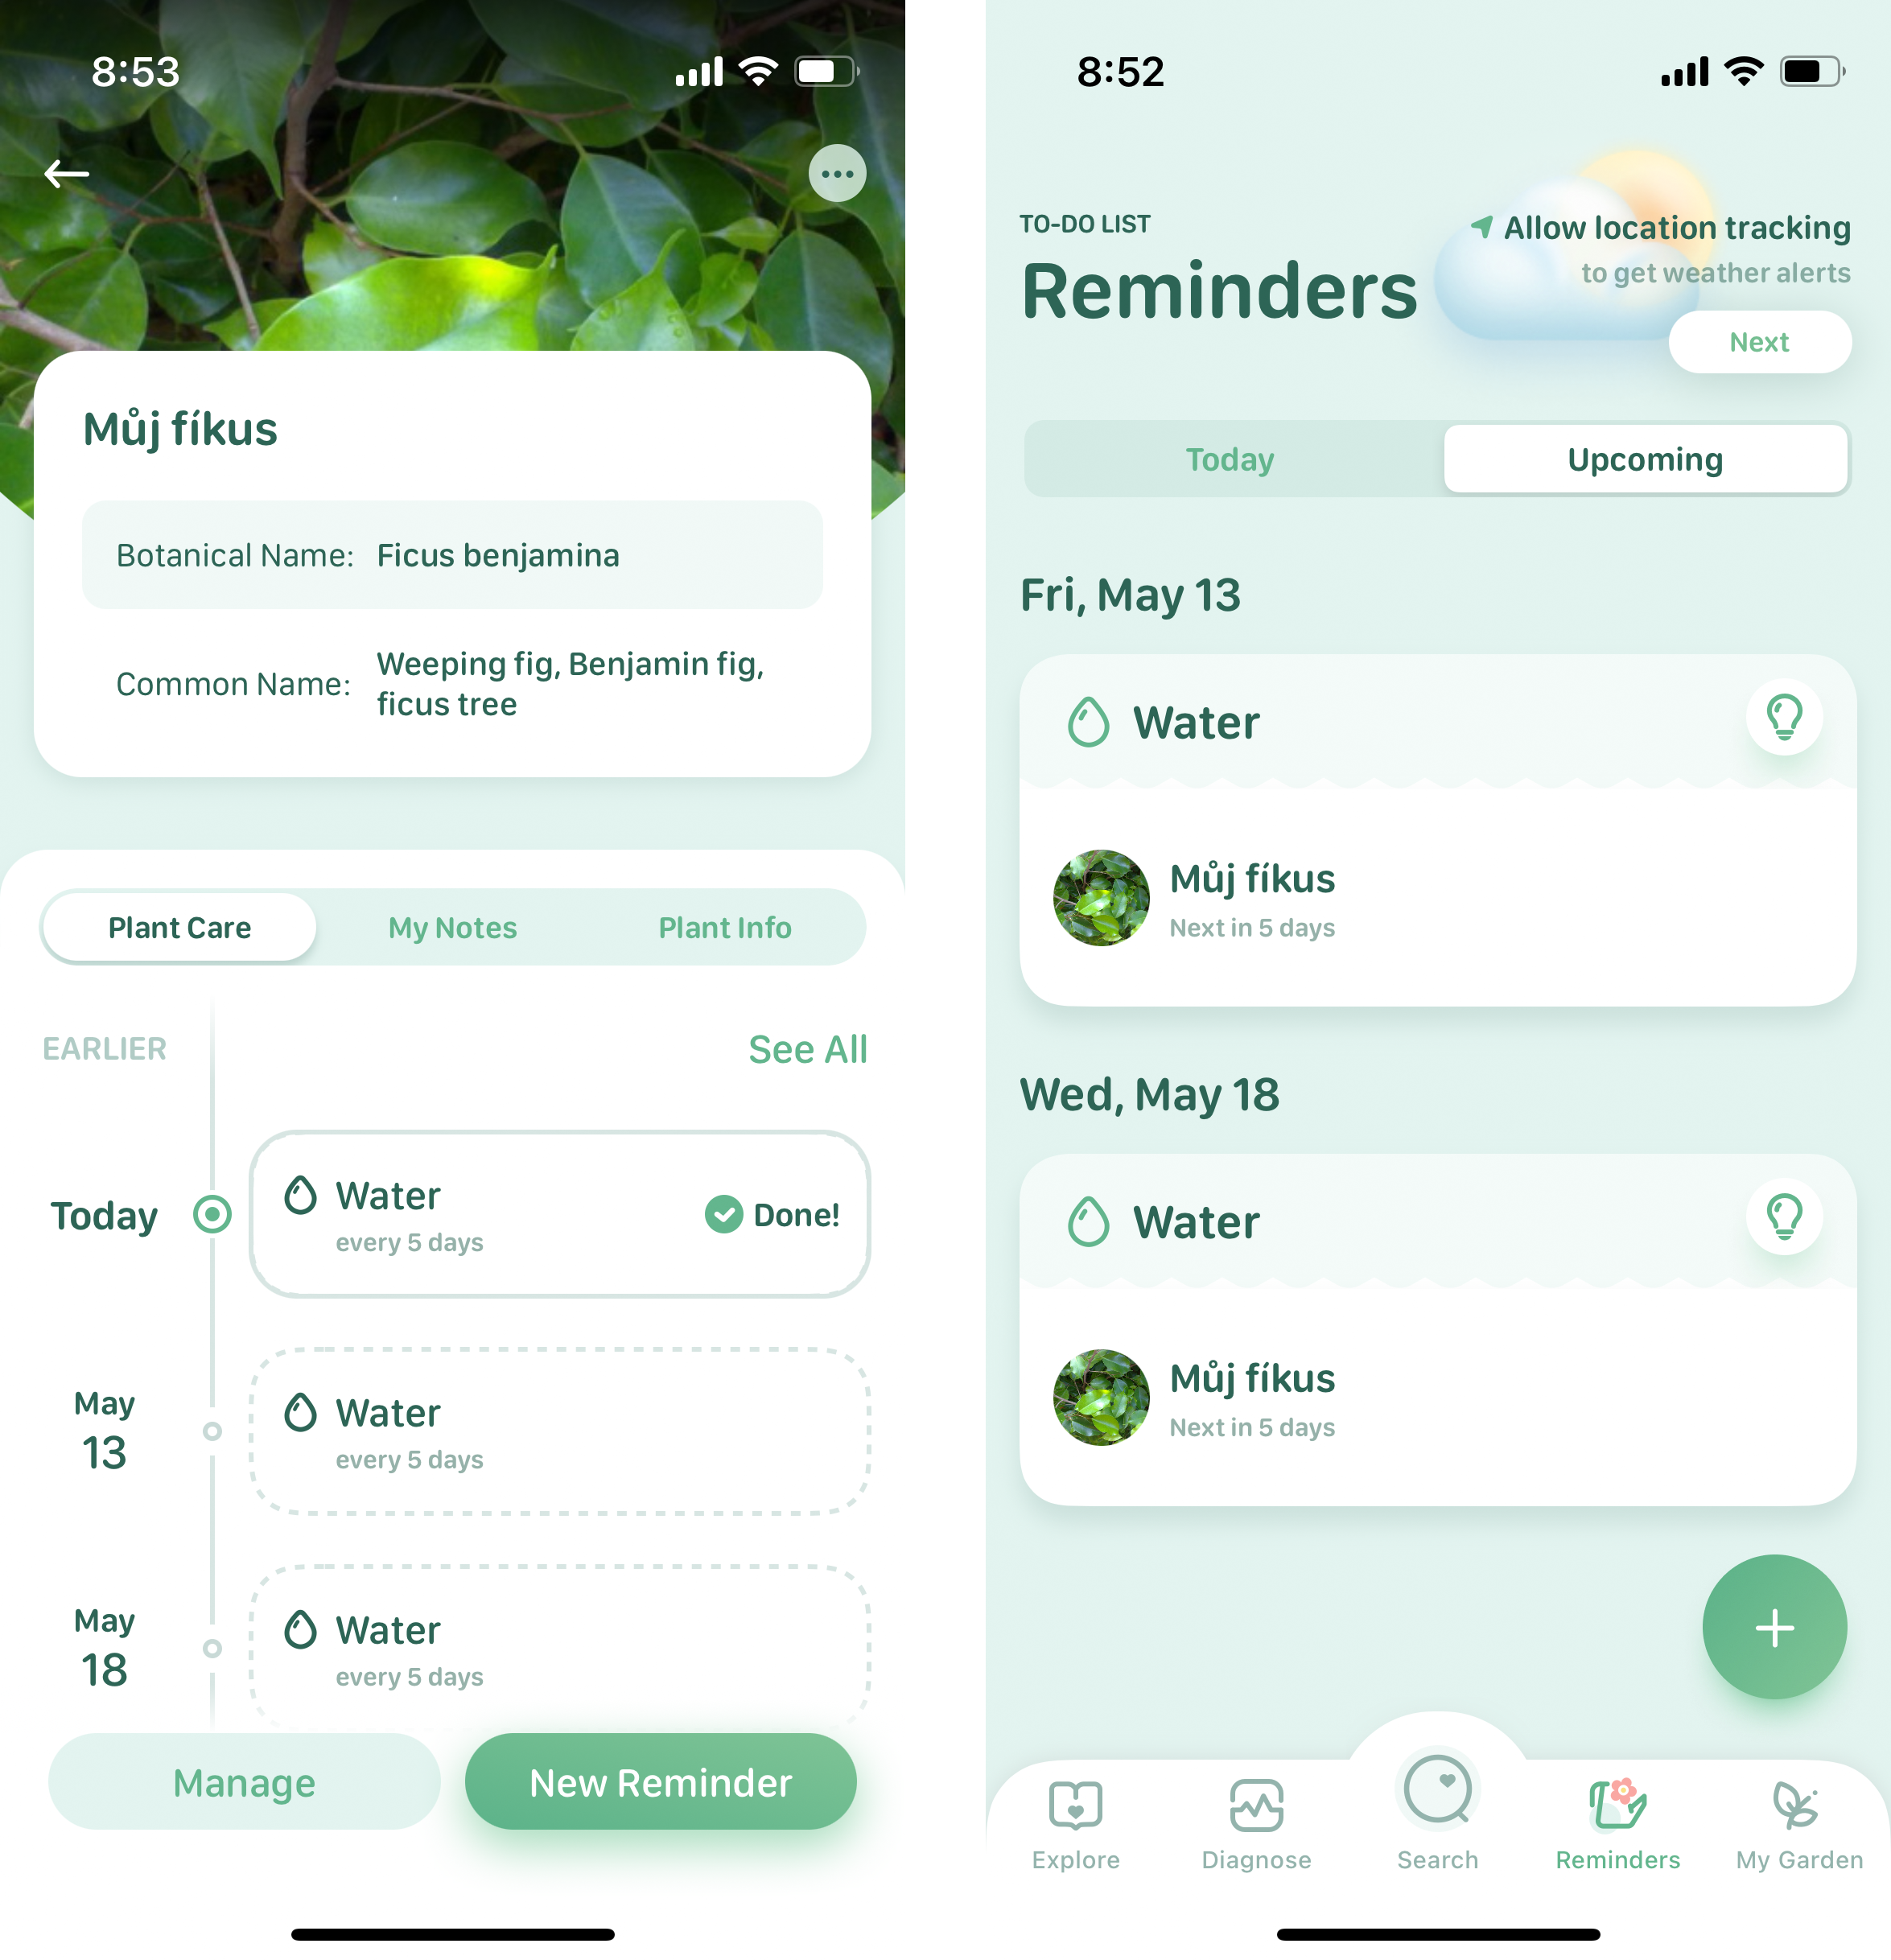 8:53
Můj fíkus
Botanical Name: Ficus benjamina
Common Name: Weeping fig, Benjamin fig,
ficus tree
Plant Care My Notes Plant Info
EARLIER See All
Today Water Done!
every 5 days
May
13
Water
every 5 days
May
18
Water
every 5 days
Manage New Reminder
8:52
TO-DO LIST
Reminders
Allow location tracking
to get weather alerts
Next
Today Upcoming
Fri, May 13
Water
Můj fíkus
Next in 5 days
Wed, May 18
Water
Můj fíkus
Next in 5 days
Explore Diagnose Search Reminders My Garden